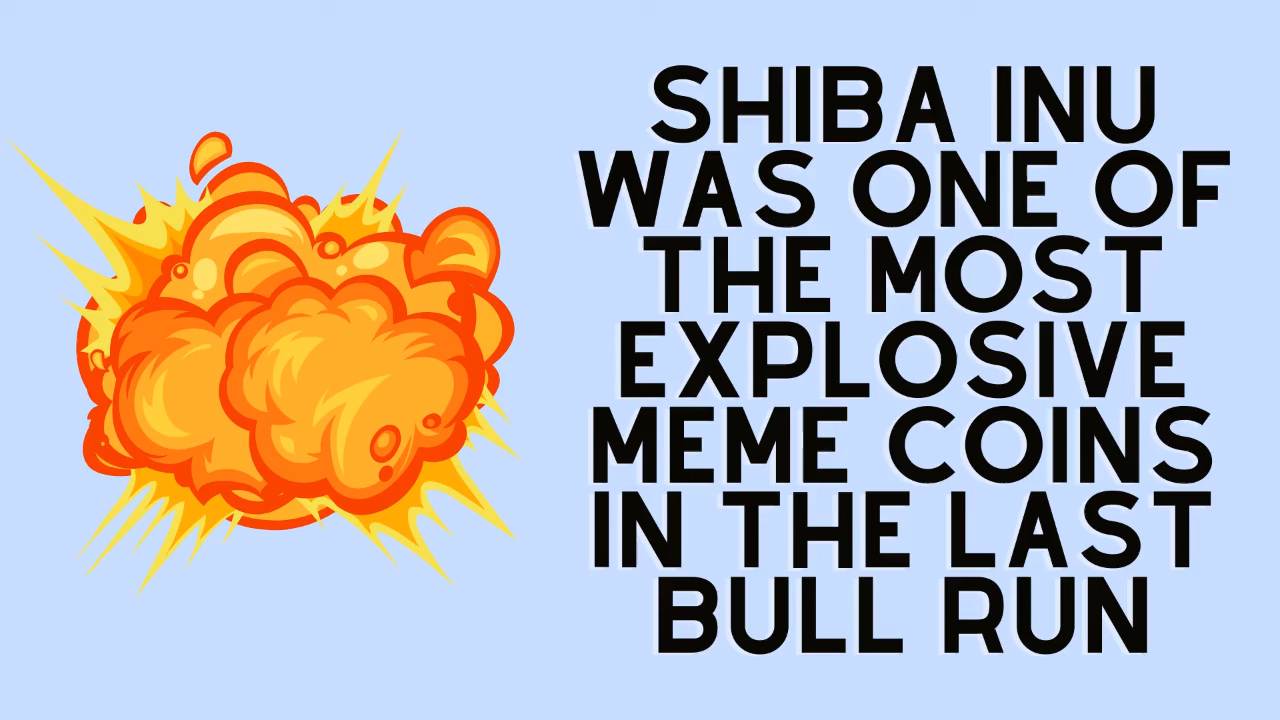 SHIBA INU
WAS ONE OF
THE MOST
EXPLOSIVE
MEME COINS
IN THE LAST
BULL RUN